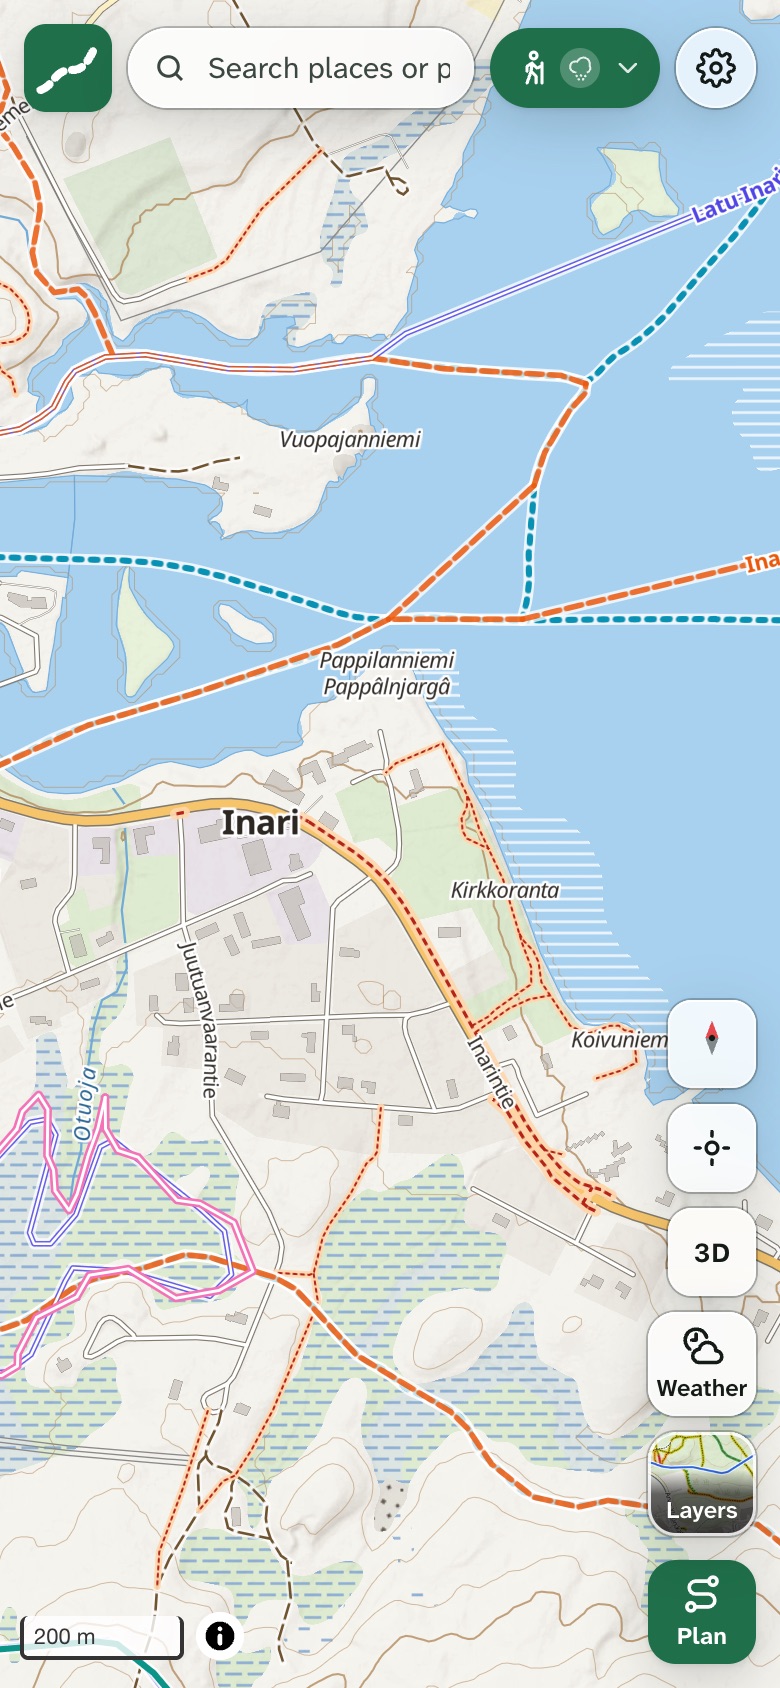 Search places or p
Latu Inari
Vuopajanniemi
Ina
Pappilanniemi
Pappâlnjargâ
Inari
Kirkkoranta
Juutuanvaarantie
Koivuniem
Inarintie
Otuoja
3D
Weather
Layers
200 m
Plan